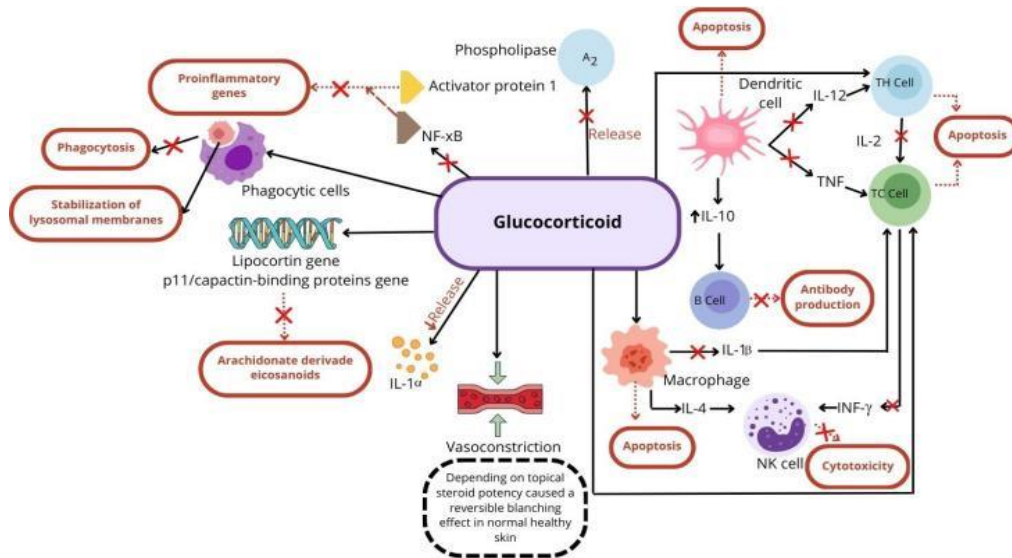 Apoptosis
Phospholipase
A2
Proinflammatory
genes
Activator protein 1
Dendritic
cell
IL-12
TH Cell
NF-xB
Release
Phagocytosis
IL-2
Apoptosis
Phagocytic cells
TNF
TC Cell
Stabilization of
lysosomal membranes
Glucocorticoid
IL-10
Lipocortin gene
p11/capactin-binding proteins gene
B Cell
Antibody
production
Release
Arachidonate derivade
eicosanoids
IL-1α
IL-1β
Macrophage
IL-4
INF-γ
Vasoconstriction
Apoptosis
NK cell
Cytotoxicity
Depending on topical
steroid potency caused a
reversible blanching
effect in normal healthy
skin